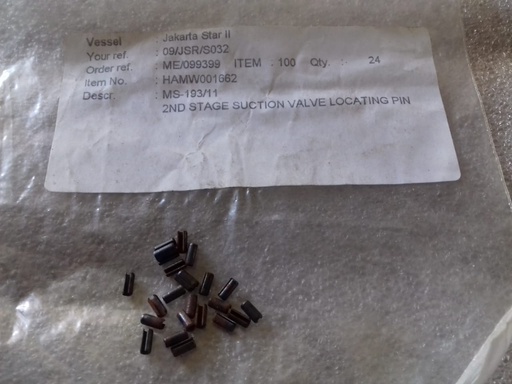 Vessel : Jakarta Star II
Your ref. : 09/JSR/S032
Order ref. : ME/099399 ITEM : 100 Qty. : 24
Item No. : HAMW001662
Descr. : MS-193/11
2ND STAGE SUCTION VALVE LOCATING PIN